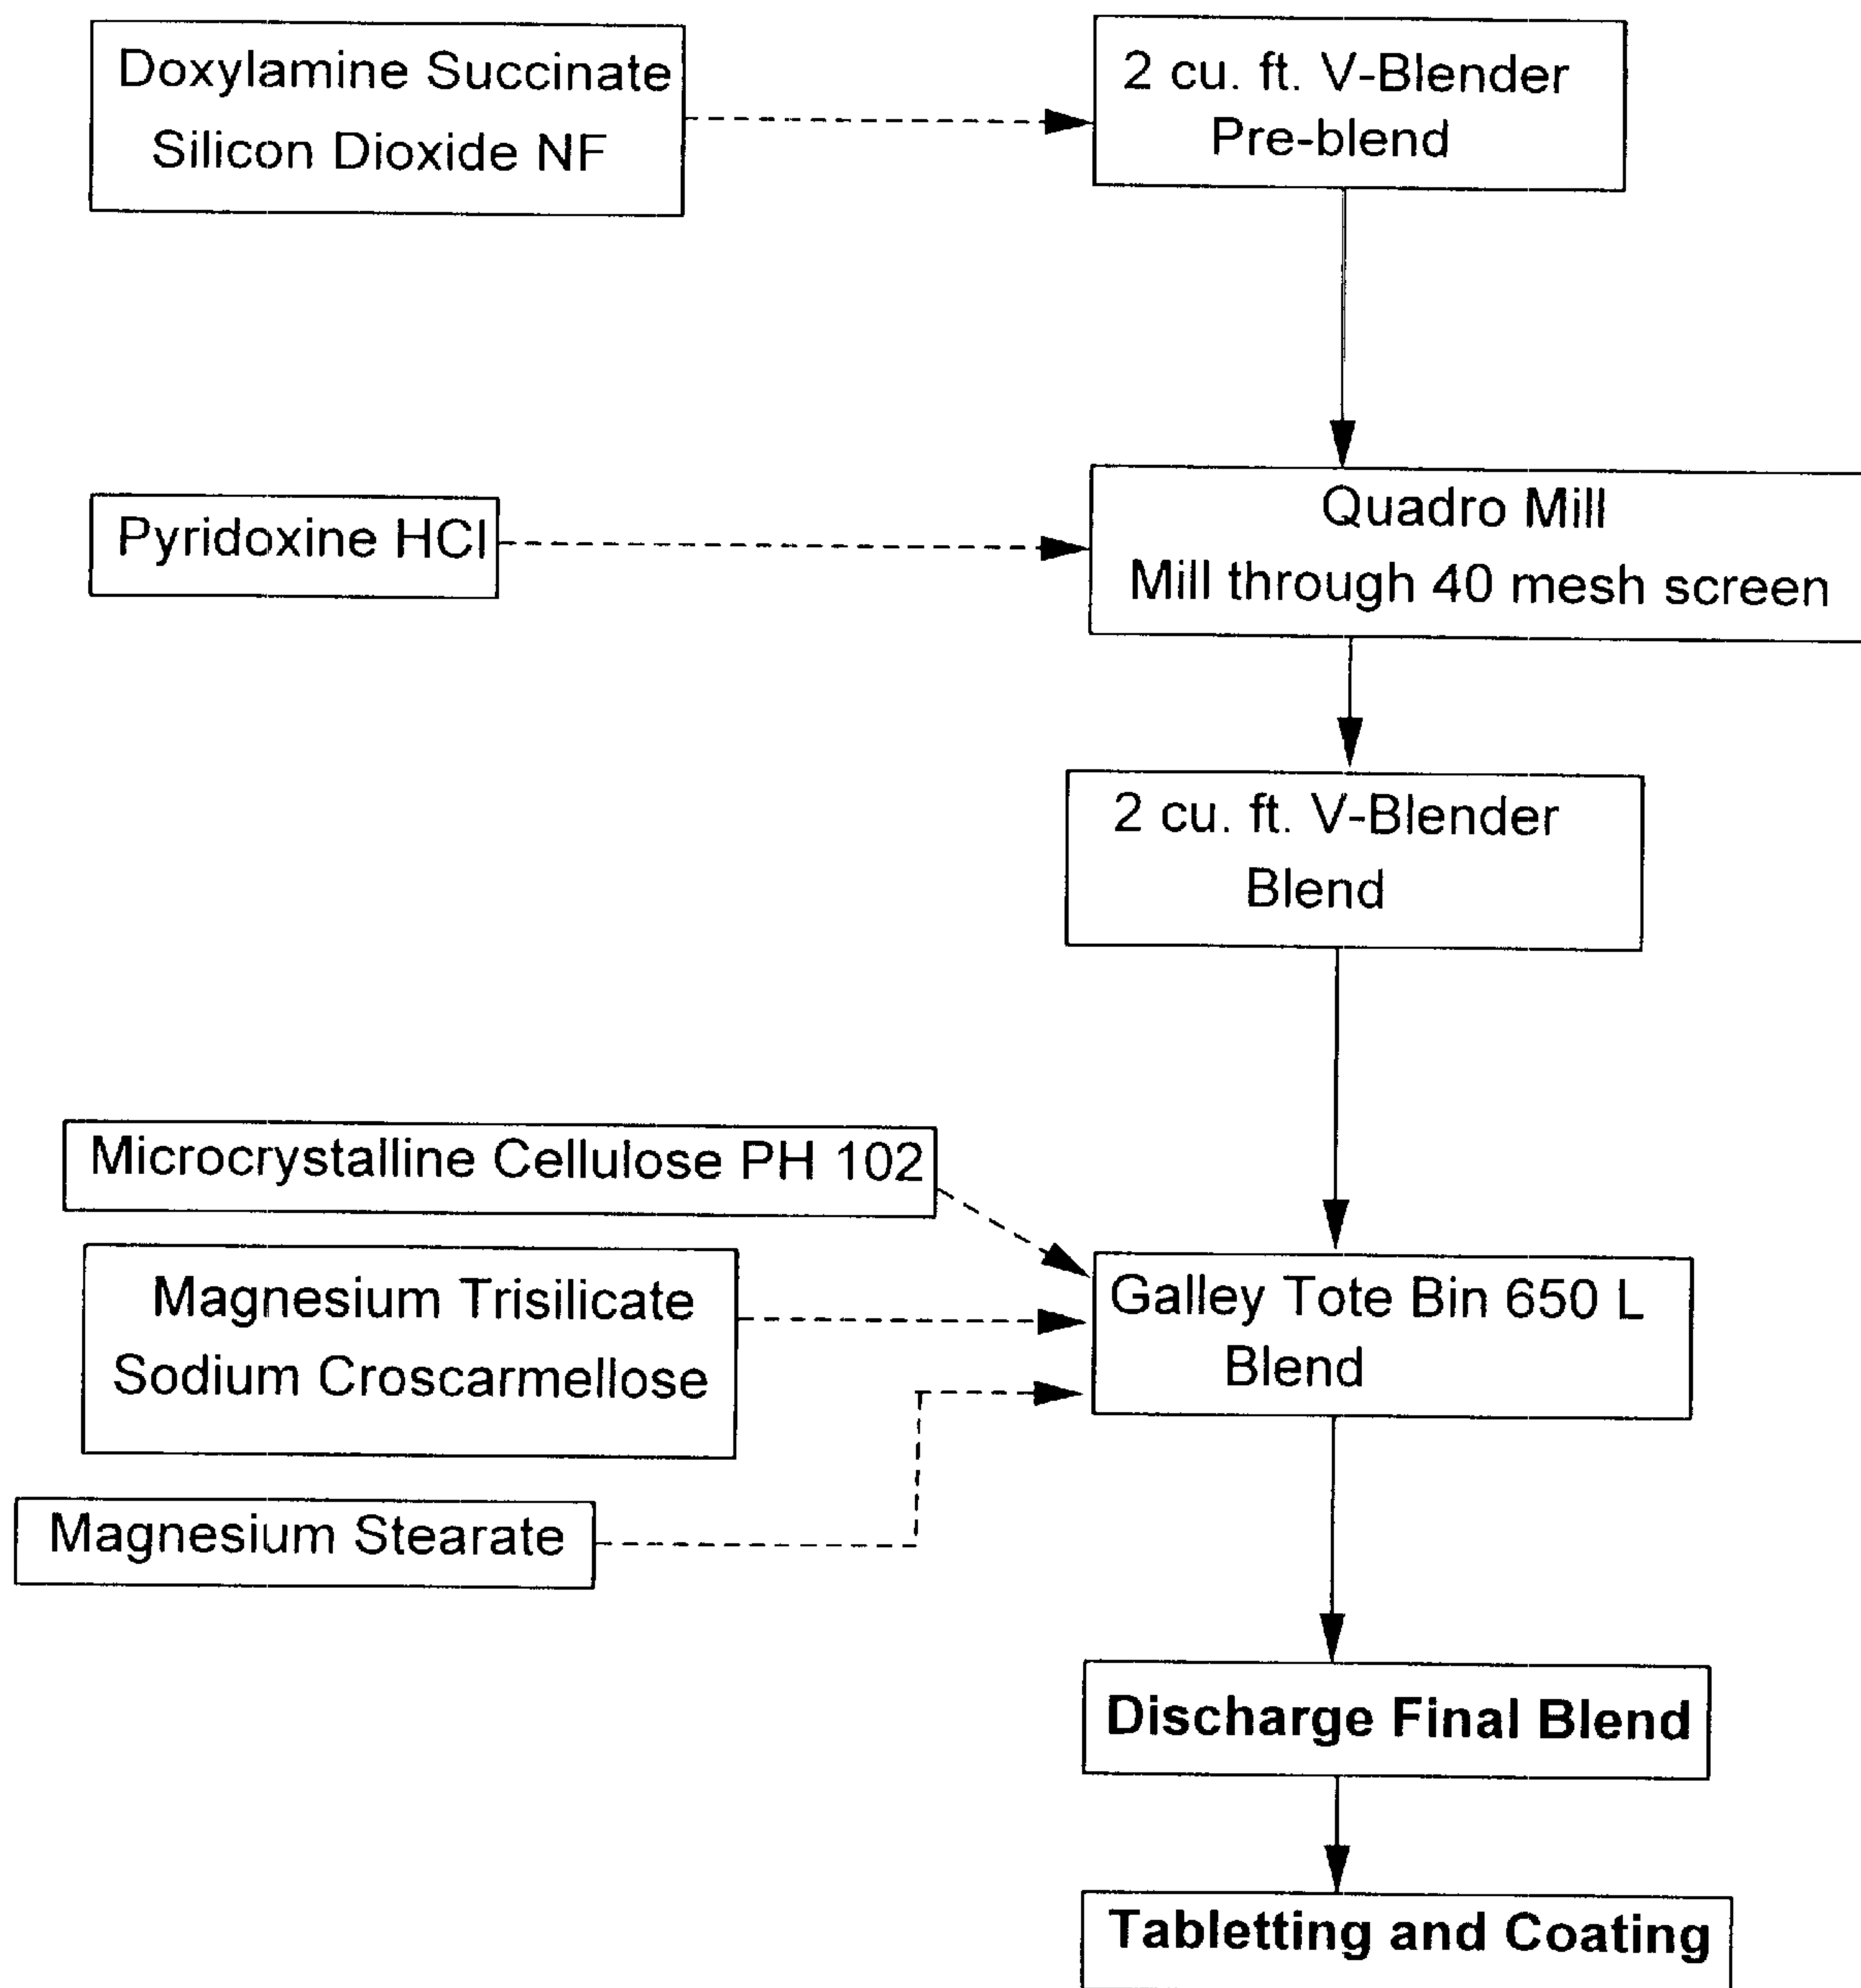 Doxylamine Succinate
Silicon Dioxide NF
2 cu. ft. V-Blender
Pre-blend
Pyridoxine HCl
Quadro Mill
Mill through 40 mesh screen
2 cu. ft. V-Blender
Blend
Microcrystalline Cellulose PH 102
Magnesium Trisilicate
Sodium Croscarmellose
Magnesium Stearate
Galley Tote Bin 650 L
Blend
Discharge Final Blend
Tabletting and Coating